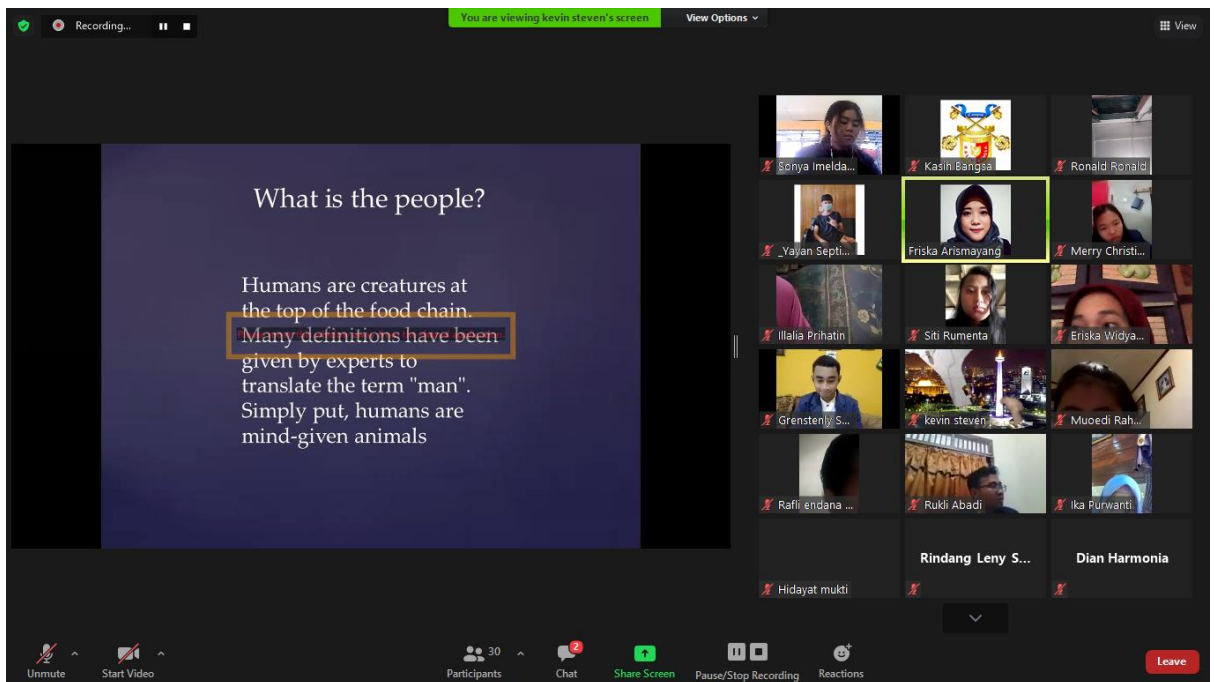 Recording...
You are viewing kevin steven's screen
View Options
View
What is the people?
Humans are creatures at
the top of the food chain.
Many definitions have been
given by experts to
translate the term "man".
Simply put, humans are
mind-given animals
Sonya Imelda...
Kasih Bangsa
Ronald Ronald
_Yayan Septi...
Friska Arismayang
Merry Christi...
Illalia Prihatin
Siti Rumenta
Eriska Widya...
Grenstenly S...
kevin steven
Muoedi Rah...
Rafli endana ...
Rukli Abadi
Ika Purwanti
Hidayat mukti
Rindang Leny S...
Dian Harmonia
Unmute
Start Video
30
Participants
2
Chat
Share Screen
Pause/Stop Recording
Reactions
Leave